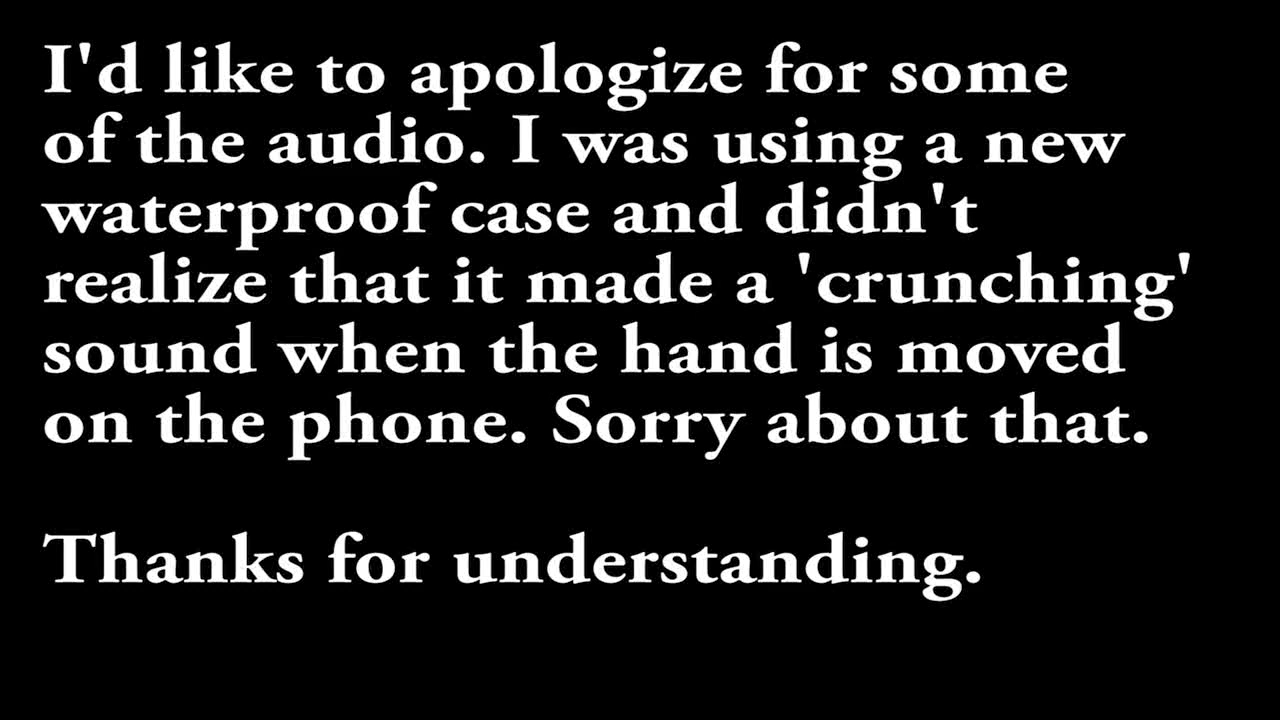 I'd like to apologize for some
of the audio. I was using a new
waterproof case and didn't
realize that it made a 'crunching'
sound when the hand is moved
on the phone. Sorry about that.
Thanks for understanding.